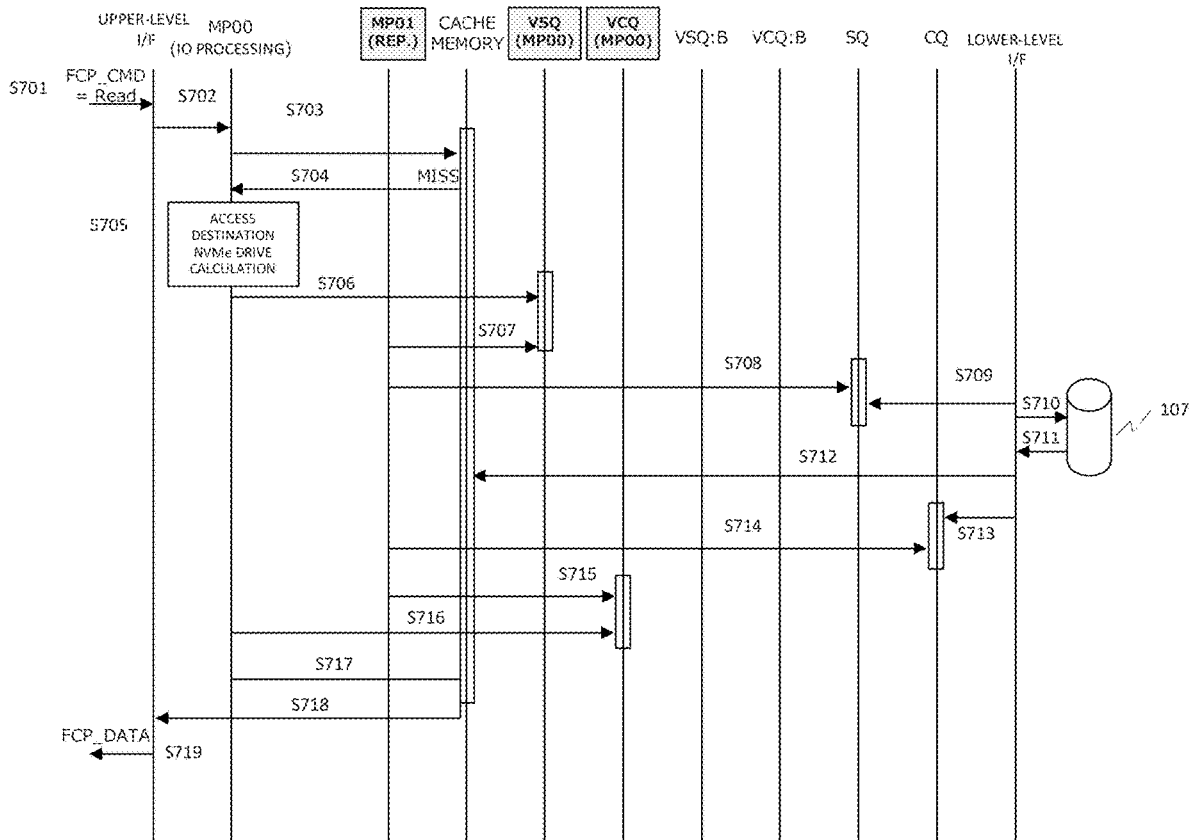 UPPER-LEVEL
I/F
MP00
(IO PROCESSING)
MP01
(REP.)
CACHE
MEMORY
VSQ
(MP00)
VCQ
(MP00)
VSQ:B
VCQ:B
SQ
CQ
LOWER-LEVEL
I/F
S701
FCP_CMD
= Read
S702
S703
S704
MISS
S705
ACCESS
DESTINATION
NVMe DRIVE
CALCULATION
S706
S707
S708
S709
S710
107
S711
S712
S713
S714
S715
S716
S717
S718
FCP_DATA
S719